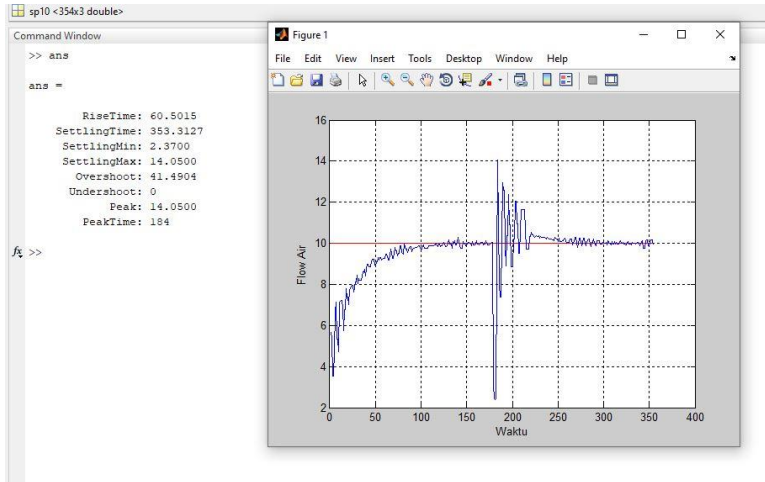 sp10 <354x3 double>
Command Window
>> ans
ans =
RiseTime: 60.5015
SettlingTime: 353.3127
SettlingMin: 2.3700
SettlingMax: 14.0500
Overshoot: 41.4904
Undershoot: 0
Peak: 14.0500
PeakTime: 184
fx >>
Figure 1
File Edit View Insert Tools Desktop Window Help
16
14
12
10
8
6
4
2
Flow Air
0 50 100 150 200 250 300 350 400
Waktu